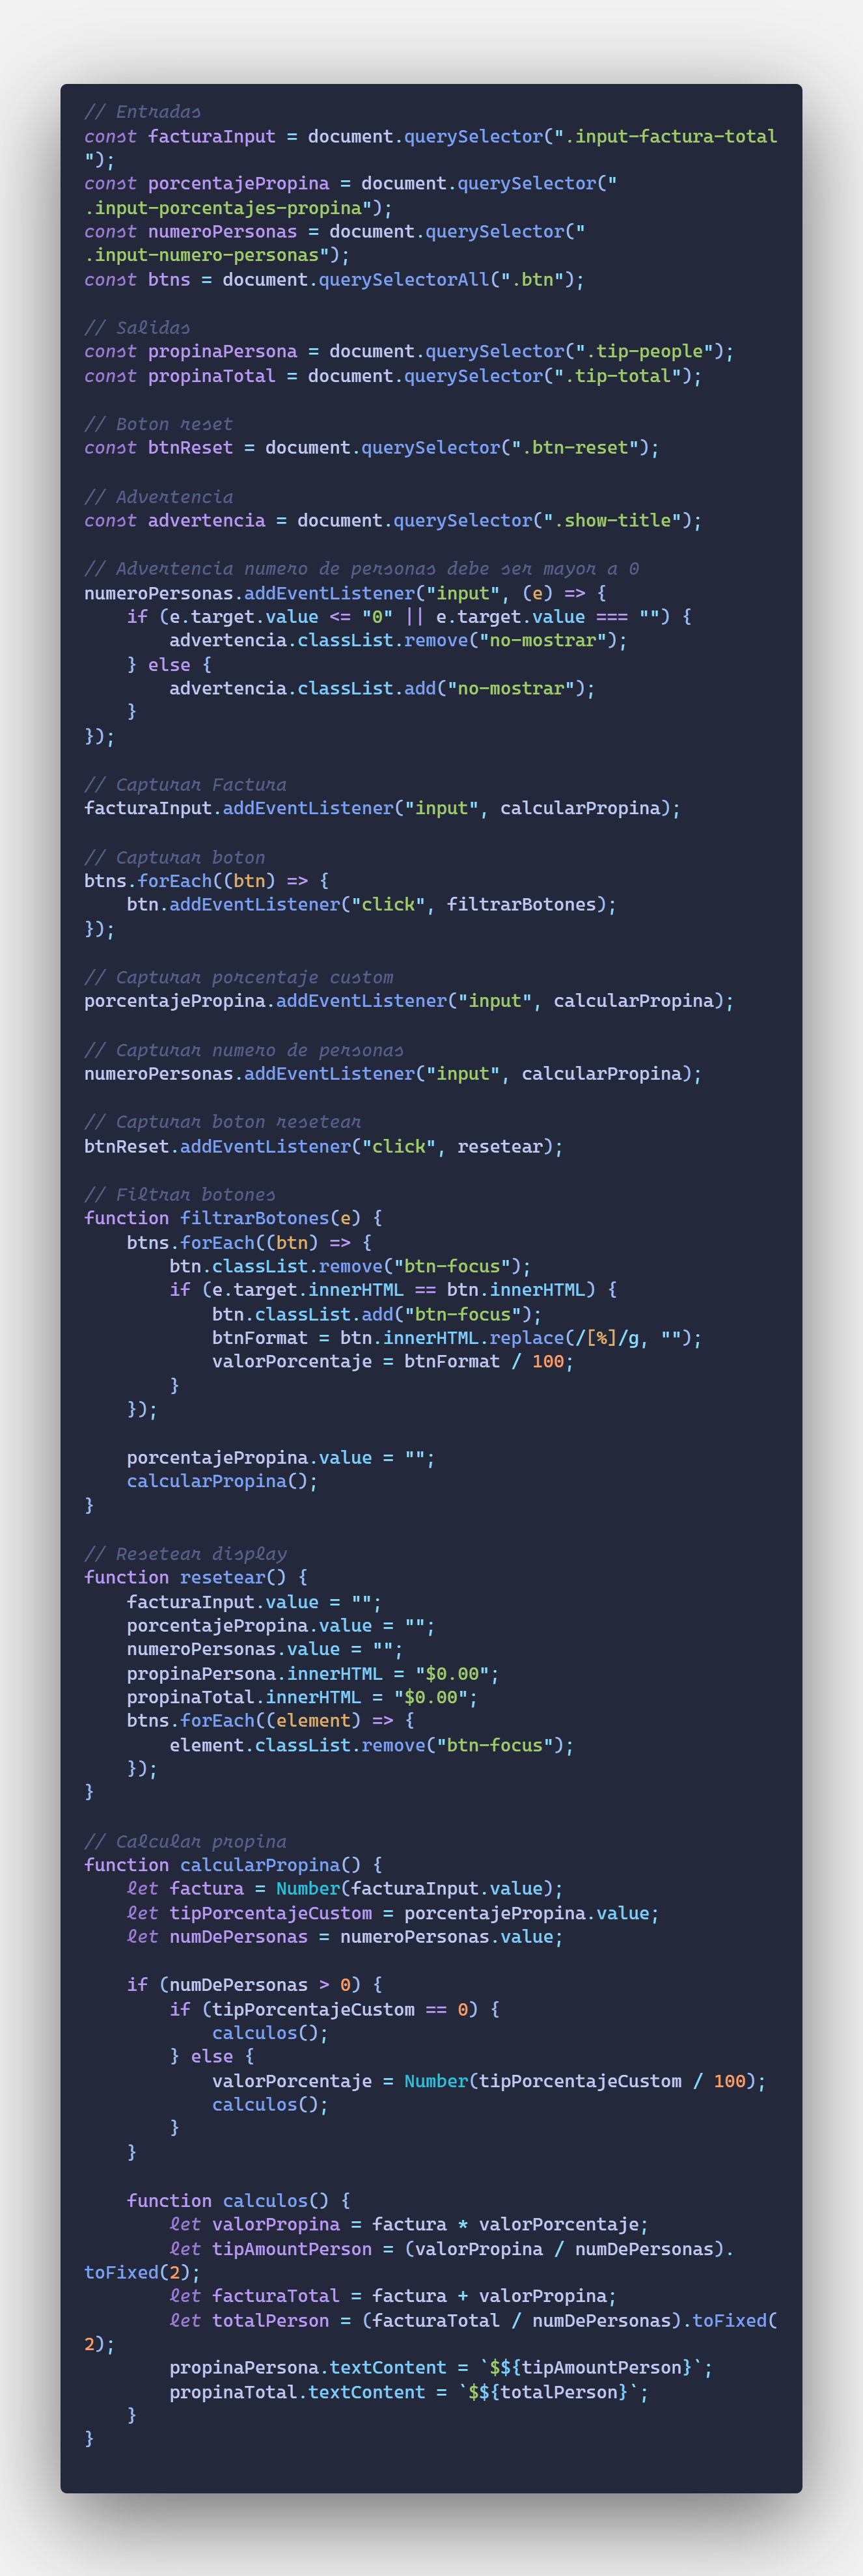 // Entradas
const facturaInput = document.querySelector(".input-factura-total
");
const porcentajePropina = document.querySelector("
.input-porcentajes-propina");
const numeroPersonas = document.querySelector("
.input-numero-personas");
const btns = document.querySelectorAll(".btn");

// Salidas
const propinaPersona = document.querySelector(".tip-people");
const propinaTotal = document.querySelector(".tip-total");

// Boton reset
const btnReset = document.querySelector(".btn-reset");

// Advertencia
const advertencia = document.querySelector(".show-title");

// Advertencia numero de personas debe ser mayor a 0
numeroPersonas.addEventListener("input", (e) => {
    if (e.target.value <= "0" || e.target.value === "") {
        advertencia.classList.remove("no-mostrar");
    } else {
        advertencia.classList.add("no-mostrar");
    }
});

// Capturar Factura
facturaInput.addEventListener("input", calcularPropina);

// Capturar boton
btns.forEach((btn) => {
    btn.addEventListener("click", filtrarBotones);
});

// Capturar porcentaje custom
porcentajePropina.addEventListener("input", calcularPropina);

// Capturar numero de personas
numeroPersonas.addEventListener("input", calcularPropina);

// Capturar boton resetear
btnReset.addEventListener("click", resetear);

// Filtrar botones
function filtrarBotones(e) {
    btns.forEach((btn) => {
        btn.classList.remove("btn-focus");
        if (e.target.innerHTML == btn.innerHTML) {
            btn.classList.add("btn-focus");
            btnFormat = btn.innerHTML.replace(/[%]/g, "");
            valorPorcentaje = btnFormat / 100;
        }
    });

    porcentajePropina.value = "";
    calcularPropina();
}

// Resetear display
function resetear() {
    facturaInput.value = "";
    porcentajePropina.value = "";
    numeroPersonas.value = "";
    propinaPersona.innerHTML = "$0.00";
    propinaTotal.innerHTML = "$0.00";
    btns.forEach((element) => {
        element.classList.remove("btn-focus");
    });
}

// Calcular propina
function calcularPropina() {
    let factura = Number(facturaInput.value);
    let tipPorcentajeCustom = porcentajePropina.value;
    let numDePersonas = numeroPersonas.value;

    if (numDePersonas > 0) {
        if (tipPorcentajeCustom == 0) {
            calculos();
        } else {
            valorPorcentaje = Number(tipPorcentajeCustom / 100);
            calculos();
        }
    }

    function calculos() {
        let valorPropina = factura * valorPorcentaje;
        let tipAmountPerson = (valorPropina / numDePersonas).
toFixed(2);
        let facturaTotal = factura + valorPropina;
        let totalPerson = (facturaTotal / numDePersonas).toFixed(
2);
        propinaPersona.textContent = `$${tipAmountPerson}`;
        propinaTotal.textContent = `$${totalPerson}`;
    }
}